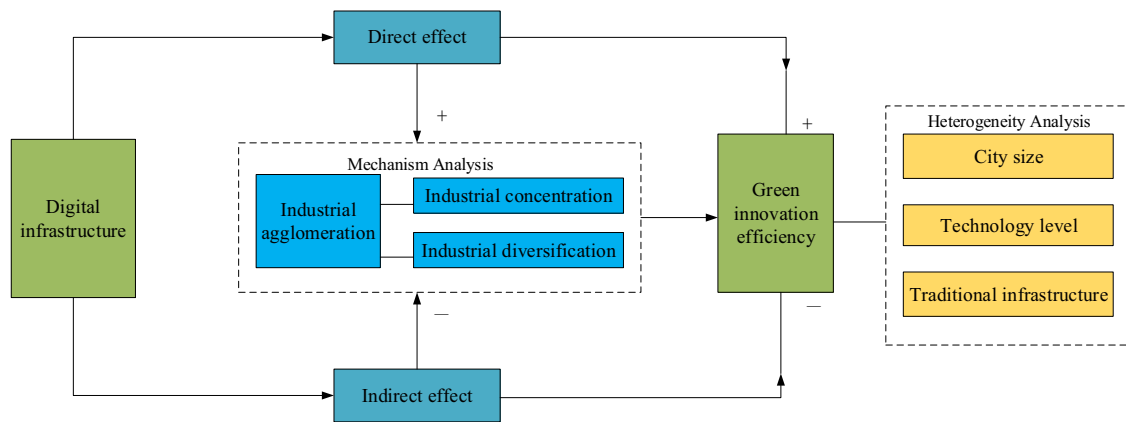 Direct effect
+
Digital
infrastructure
Mechanism Analysis
Industrial
agglomeration
Industrial concentration
Industrial diversification
+
Green
innovation
efficiency
—
Heterogeneity Analysis
City size
Technology level
Traditional infrastructure
—
Indirect effect